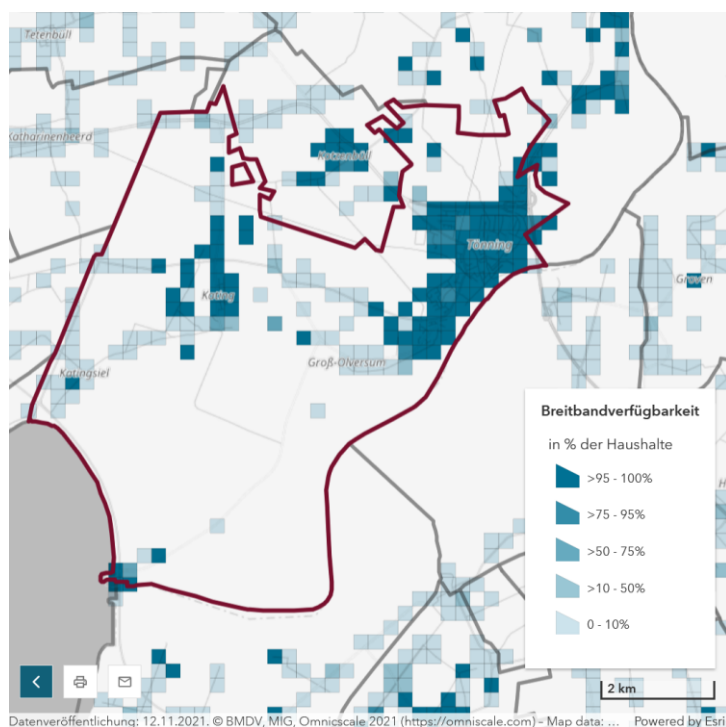 Tetenbüll
Katharinenheerd
Kotzenbüll
Tönning
Kating
Groven
Groß-Olversum
Katingsiel
Breitbandverfügbarkeit
in % der Haushalte
>95 - 100%
>75 - 95%
>50 - 75%
>10 - 50%
0 - 10%
H
2 km
Datenveröffentlichung: 12.11.2021. © BMDV, MIG, Omniscale 2021 (https://omniscale.com) – Map data: ... Powered by Esri